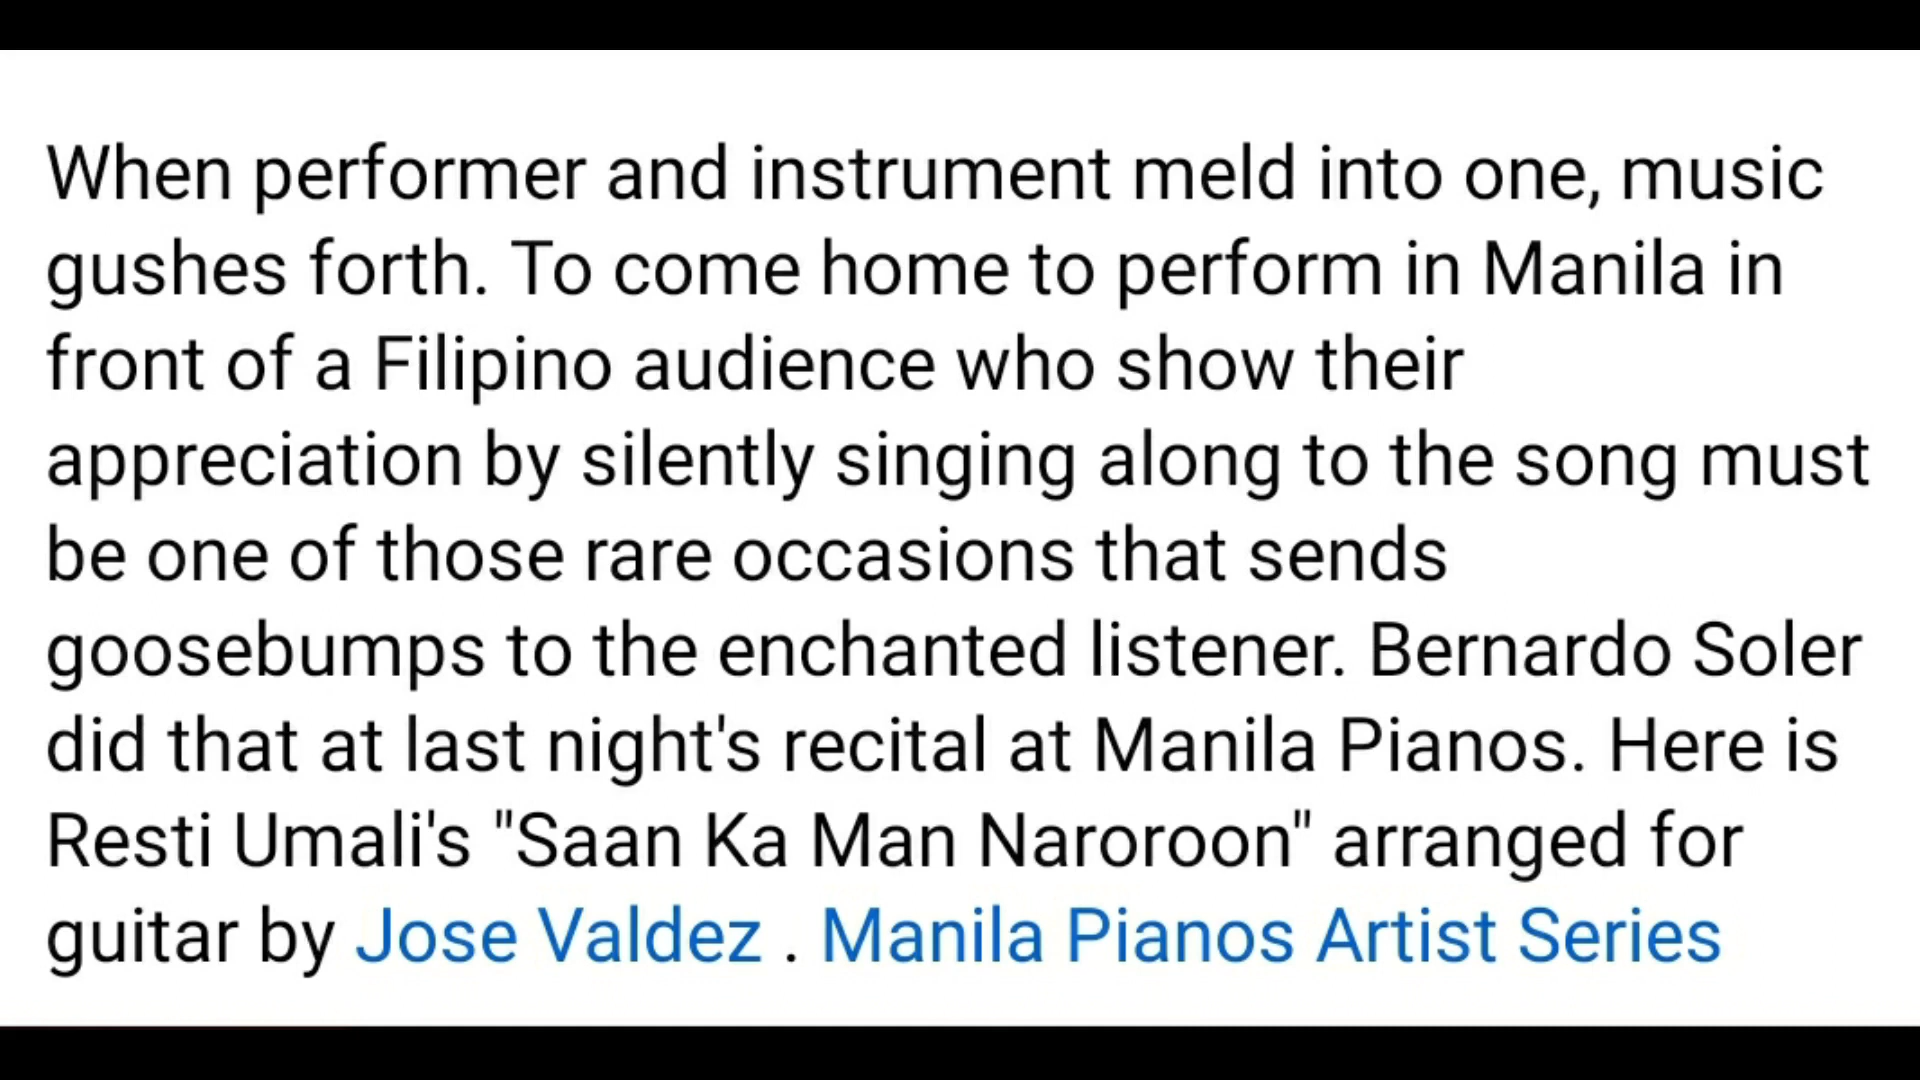 When performer and instrument meld into one, music
gushes forth. To come home to perform in Manila in
front of a Filipino audience who show their
appreciation by silently singing along to the song must
be one of those rare occasions that sends
goosebumps to the enchanted listener. Bernardo Soler
did that at last night's recital at Manila Pianos. Here is
Resti Umali's "Saan Ka Man Naroroon" arranged for
guitar by Jose Valdez . Manila Pianos Artist Series